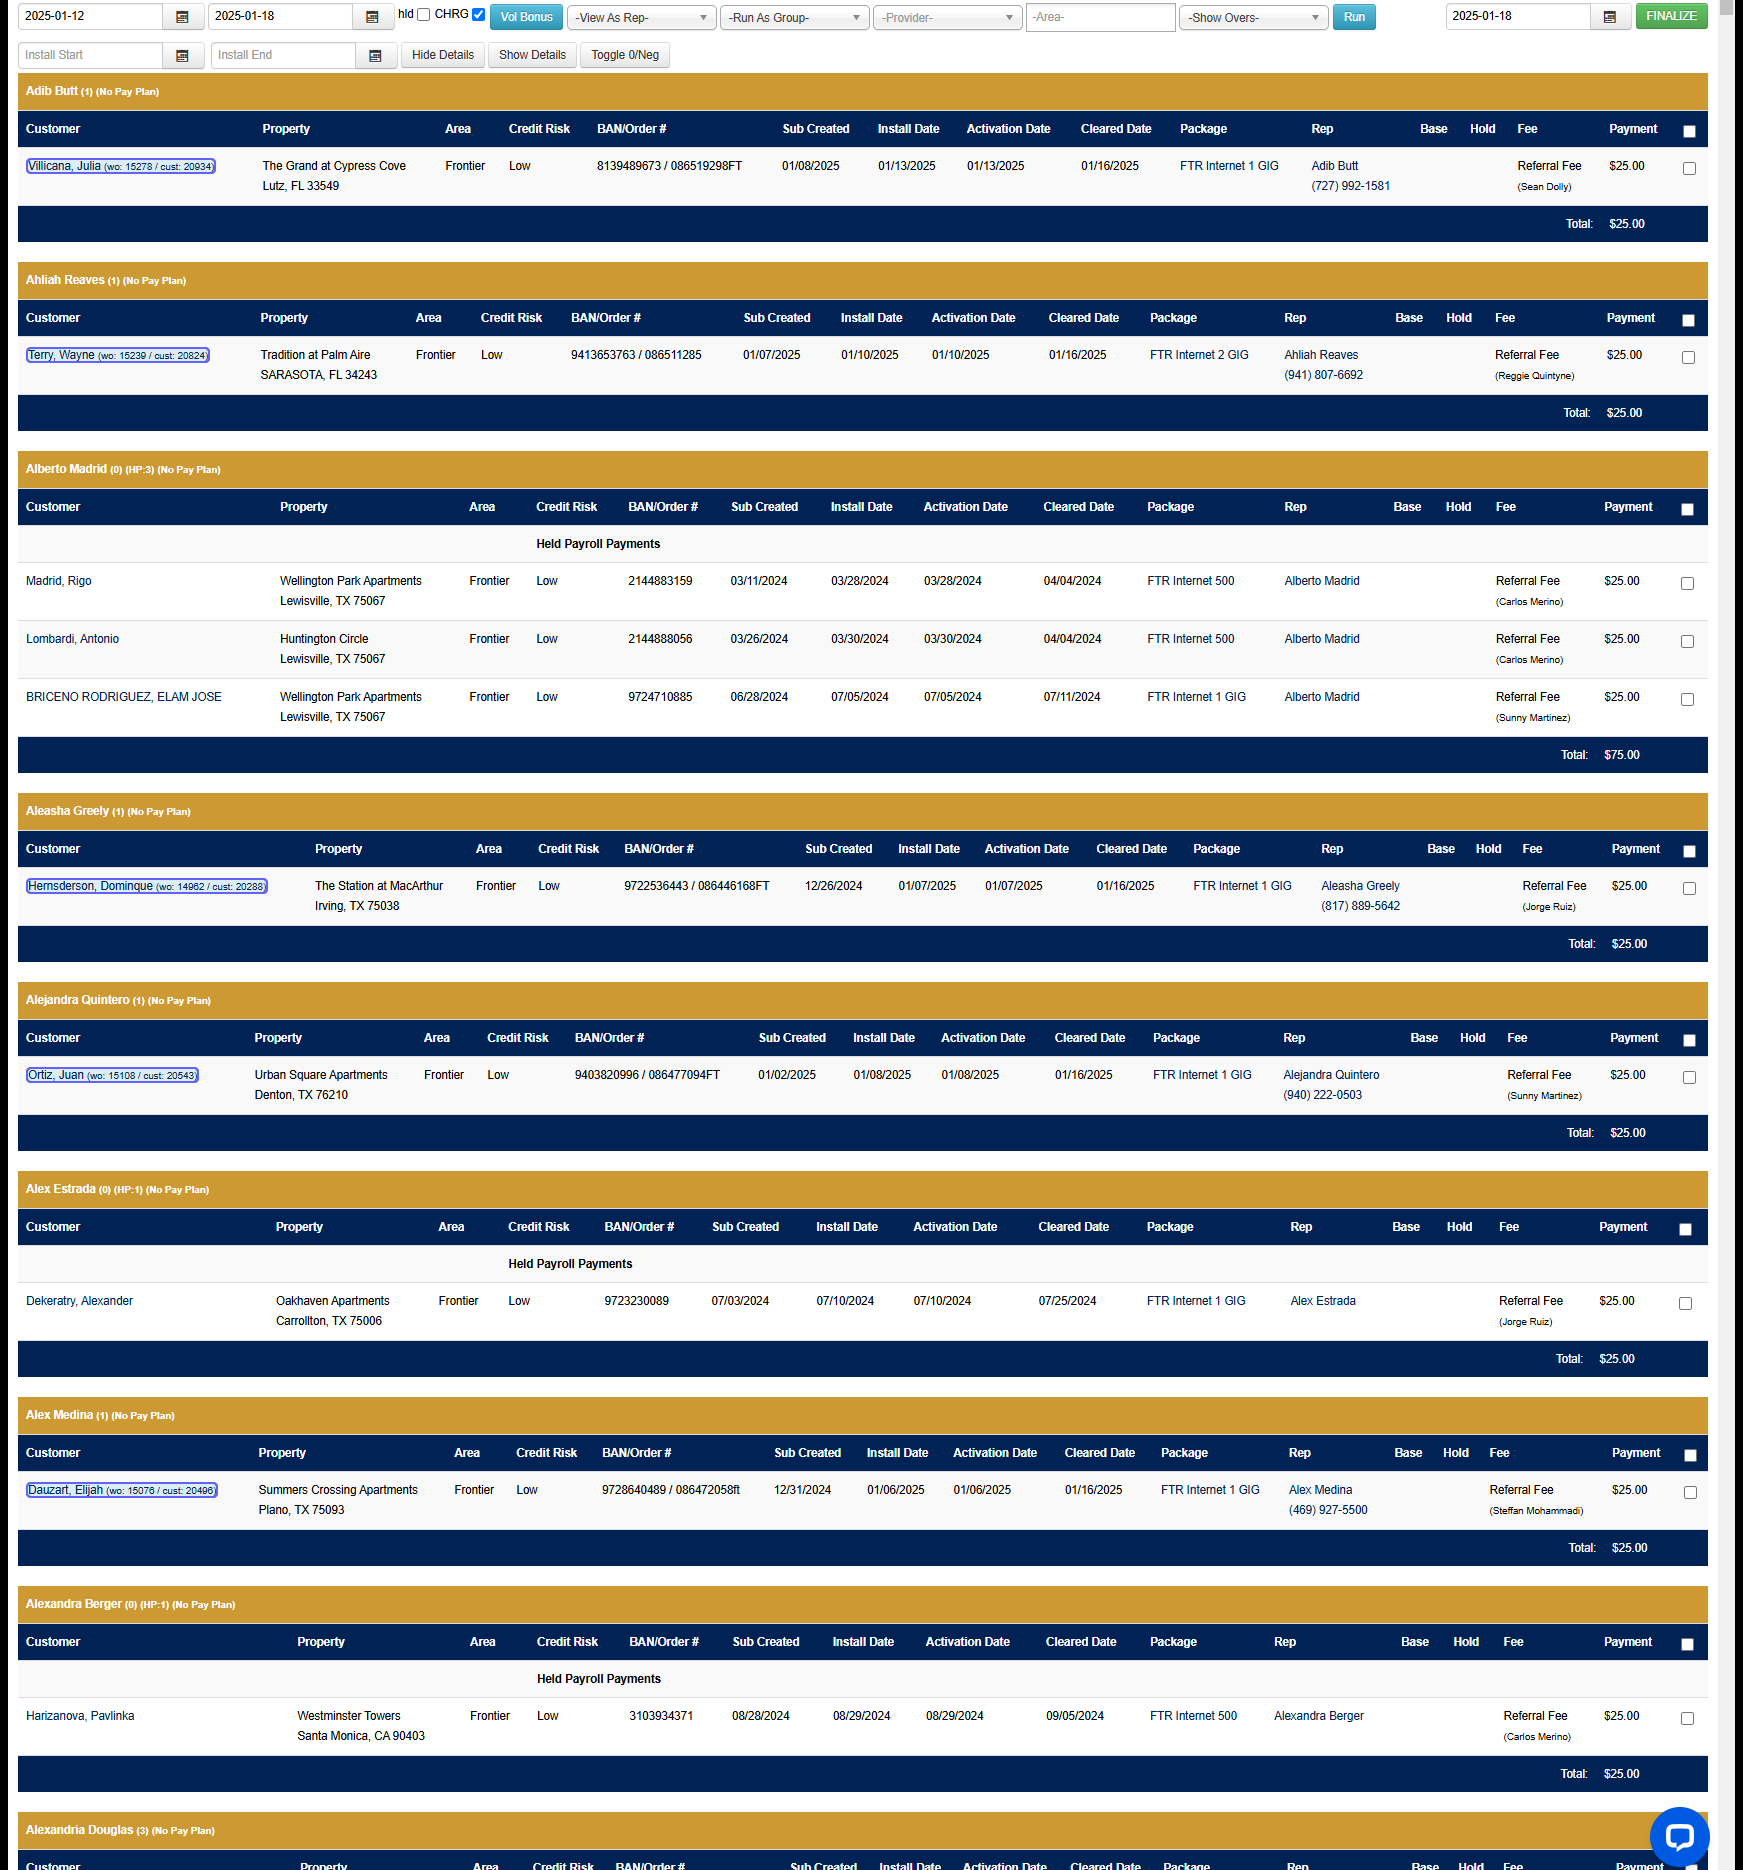 2025-01-12 2025-01-18 hld CHRG Vol Bonus -View As Rep- -Run As Group- -Provider- -Area- -Show Overs- Run 2025-01-18 FINALIZE
Install Start Install End Hide Details Show Details Toggle 0/Neg
Adib Butt (1) (No Pay Plan)
Customer Property Area Credit Risk BAN/Order # Sub Created Install Date Activation Date Cleared Date Package Rep Base Hold Fee Payment
Villicana, Julia (wo: 15278 / cust: 20934) The Grand at Cypress Cove Frontier Low 8139489673 / 086519298FT 01/08/2025 01/13/2025 01/13/2025 01/16/2025 FTR Internet 1 GIG Adib Butt Referral Fee $25.00
Lutz, FL 33549 (727) 992-1581 (Sean Dolly)
Total: $25.00
Ahliah Reaves (1) (No Pay Plan)
Customer Property Area Credit Risk BAN/Order # Sub Created Install Date Activation Date Cleared Date Package Rep Base Hold Fee Payment
Terry, Wayne (wo: 15239 / cust: 20824) Tradition at Palm Aire Frontier Low 9413653763 / 086511285 01/07/2025 01/10/2025 01/10/2025 01/16/2025 FTR Internet 2 GIG Ahliah Reaves Referral Fee $25.00
SARASOTA, FL 34243 (941) 807-6692 (Reggie Quintyne)
Total: $25.00
Alberto Madrid (0) (HP:3) (No Pay Plan)
Customer Property Area Credit Risk BAN/Order # Sub Created Install Date Activation Date Cleared Date Package Rep Base Hold Fee Payment
Held Payroll Payments
Madrid, Rigo Wellington Park Apartments Frontier Low 2144883159 03/11/2024 03/28/2024 03/28/2024 04/04/2024 FTR Internet 500 Alberto Madrid Referral Fee $25.00
Lewisville, TX 75067 (Carlos Merino)
Lombardi, Antonio Huntington Circle Frontier Low 2144888056 03/26/2024 03/30/2024 03/30/2024 04/04/2024 FTR Internet 500 Alberto Madrid Referral Fee $25.00
Lewisville, TX 75067 (Carlos Merino)
BRICENO RODRIGUEZ, ELAM JOSE Wellington Park Apartments Frontier Low 9724710885 06/28/2024 07/05/2024 07/05/2024 07/11/2024 FTR Internet 1 GIG Alberto Madrid Referral Fee $25.00
Lewisville, TX 75067 (Sunny Martinez)
Total: $75.00
Aleasha Greely (1) (No Pay Plan)
Customer Property Area Credit Risk BAN/Order # Sub Created Install Date Activation Date Cleared Date Package Rep Base Hold Fee Payment
Hernsderson, Dominque (wo: 14962 / cust: 20288) The Station at MacArthur Frontier Low 9722536443 / 086446168FT 12/26/2024 01/07/2025 01/07/2025 01/16/2025 FTR Internet 1 GIG Aleasha Greely Referral Fee $25.00
Irving, TX 75038 (817) 889-5642 (Jorge Ruiz)
Total: $25.00
Alejandra Quintero (1) (No Pay Plan)
Customer Property Area Credit Risk BAN/Order # Sub Created Install Date Activation Date Cleared Date Package Rep Base Hold Fee Payment
Ortiz, Juan (wo: 15108 / cust: 20543) Urban Square Apartments Frontier Low 9403820996 / 086477094FT 01/02/2025 01/08/2025 01/08/2025 01/16/2025 FTR Internet 1 GIG Alejandra Quintero Referral Fee $25.00
Denton, TX 76210 (940) 222-0503 (Sunny Martinez)
Total: $25.00
Alex Estrada (0) (HP:1) (No Pay Plan)
Customer Property Area Credit Risk BAN/Order # Sub Created Install Date Activation Date Cleared Date Package Rep Base Hold Fee Payment
Held Payroll Payments
Dekeratry, Alexander Oakhaven Apartments Frontier Low 9723230089 07/03/2024 07/10/2024 07/10/2024 07/25/2024 FTR Internet 1 GIG Alex Estrada Referral Fee $25.00
Carrollton, TX 75006 (Jorge Ruiz)
Total: $25.00
Alex Medina (1) (No Pay Plan)
Customer Property Area Credit Risk BAN/Order # Sub Created Install Date Activation Date Cleared Date Package Rep Base Hold Fee Payment
Dauzart, Elijah (wo: 15076 / cust: 20496) Summers Crossing Apartments Frontier Low 9728640489 / 086472058ft 12/31/2024 01/06/2025 01/06/2025 01/16/2025 FTR Internet 1 GIG Alex Medina Referral Fee $25.00
Plano, TX 75093 (469) 927-5500 (Steffan Mohammadi)
Total: $25.00
Alexandra Berger (0) (HP:1) (No Pay Plan)
Customer Property Area Credit Risk BAN/Order # Sub Created Install Date Activation Date Cleared Date Package Rep Base Hold Fee Payment
Held Payroll Payments
Harizanova, Pavlinka Westminster Towers Frontier Low 3103934371 08/28/2024 08/29/2024 08/29/2024 09/05/2024 FTR Internet 500 Alexandra Berger Referral Fee $25.00
Santa Monica, CA 90403 (Carlos Merino)
Total: $25.00
Alexandria Douglas (3) (No Pay Plan)
Customer Property Area Credit Risk BAN/Order # Sub Created Install Date Activation Date Cleared Date Package Rep Base Hold Fee Payment